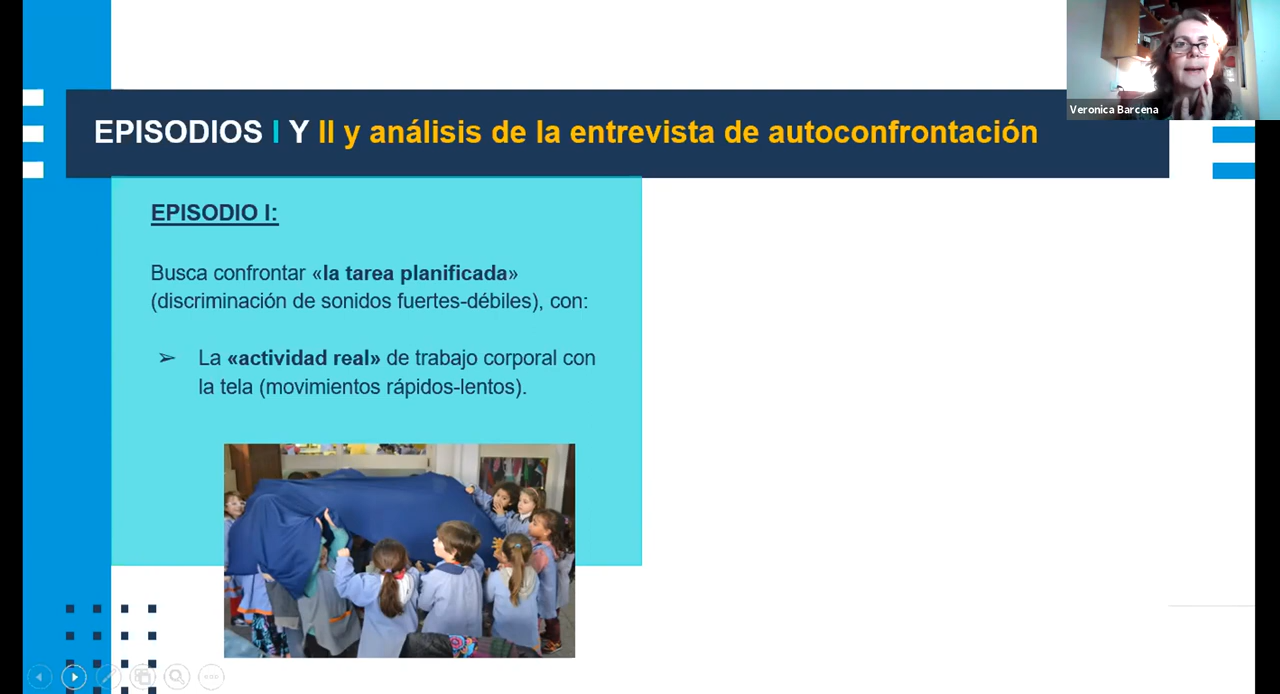 Veronica Barcena
EPISODIOS I Y II y análisis de la entrevista de autoconfrontación
EPISODIO I:
Busca confrontar «la tarea planificada»
(discriminación de sonidos fuertes-débiles), con:
➢ La «actividad real» de trabajo corporal con
la tela (movimientos rápidos-lentos).